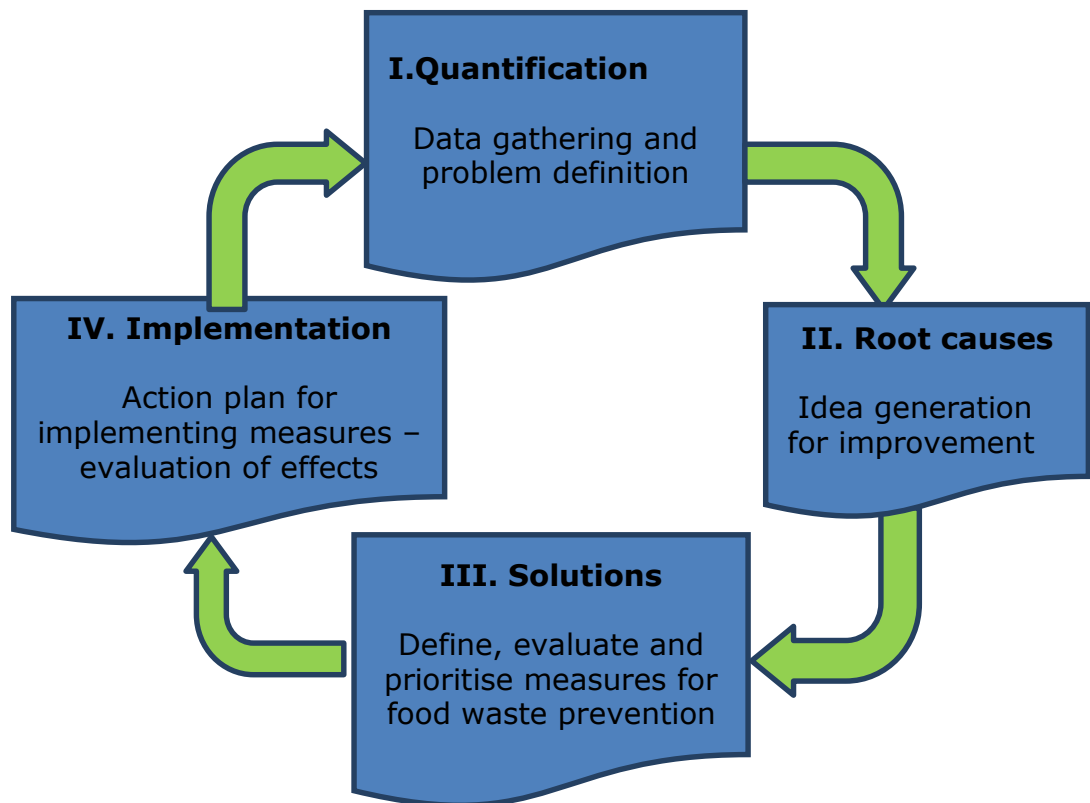 I.Quantification
Data gathering and
problem definition
II. Root causes
Idea generation
for improvement
III. Solutions
Define, evaluate and
prioritise measures for
food waste prevention
IV. Implementation
Action plan for
implementing measures –
evaluation of effects